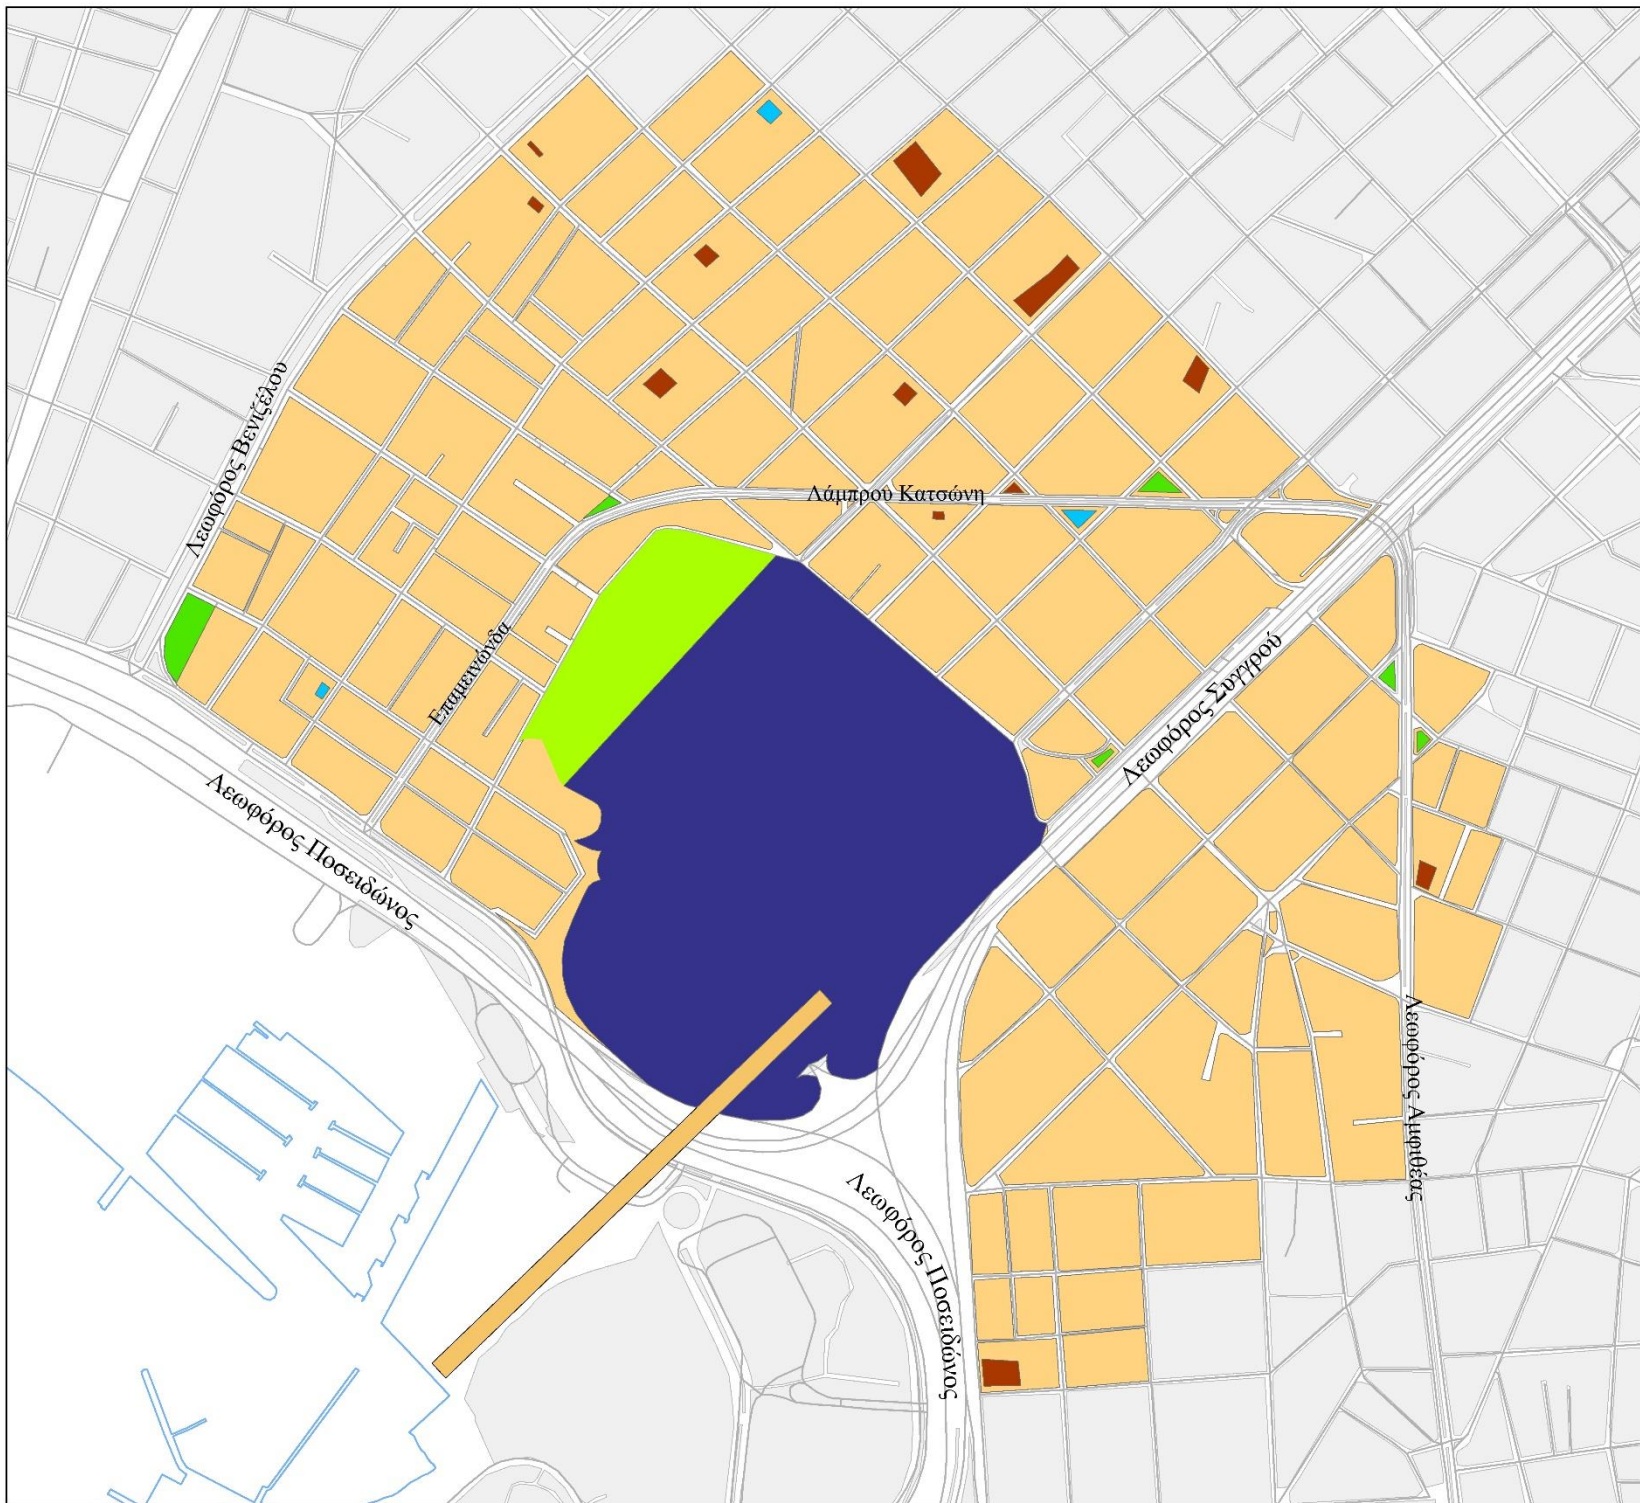 Λεωφόρος Βενιζέλου
Λάμπρου Κατσώνη
Επαμεινώνδα
Λεωφόρος Συγγρού
Λεωφόρος Ποσειδώνος
Λεωφόρος Αμφιθέας
Λεωφόρος Ποσειδώνος